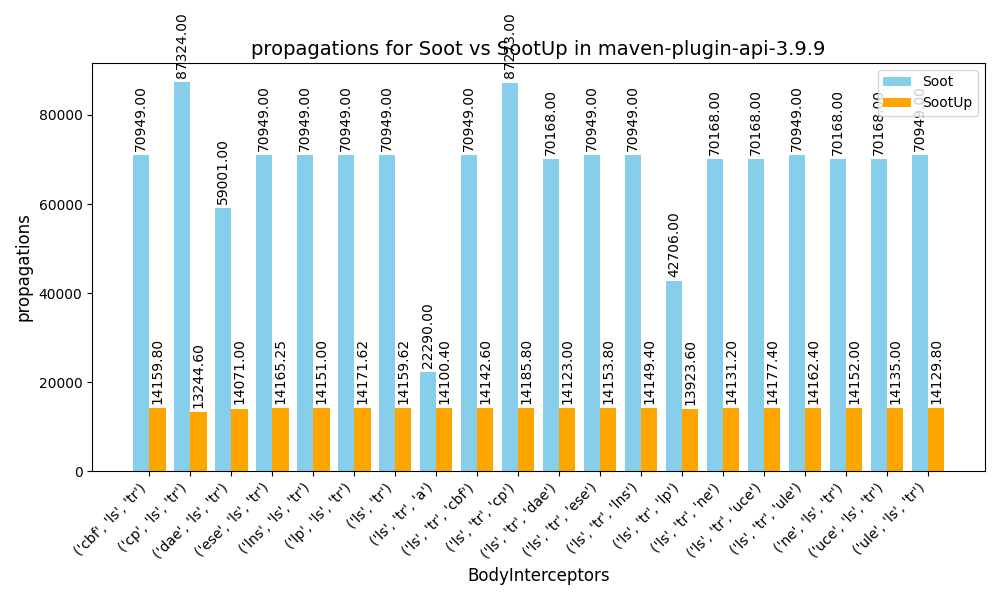 propagations for Soot vs SootUp in maven-plugin-api-3.9.9
Soot
SootUp
propagations
80000
60000
40000
20000
0
70949.00
14159.80
87324.00
13244.60
59001.00
14071.00
70949.00
14165.25
70949.00
14151.00
70949.00
14171.62
70949.00
14159.62
22290.00
14100.40
70949.00
14142.60
14185.80
70168.00
14123.00
70949.00
14153.80
70949.00
14149.40
42706.00
13923.60
70168.00
14131.20
70168.00
14177.40
70949.00
14162.40
70168.00
14152.00
70168.00
14135.00
70949.00
14129.80
('cbf', 'ls', 'tr')
('cp', 'ls', 'tr')
('dae', 'ls', 'tr')
('ese', 'ls', 'tr')
('lns', 'ls', 'tr')
('lp', 'ls', 'tr')
('ls', 'tr')
('ls', 'tr', 'a')
('ls', 'tr', 'cbf')
('ls', 'tr', 'cp')
('ls', 'tr', 'dae')
('ls', 'tr', 'ese')
('ls', 'tr', 'lns')
('ls', 'tr', 'lp')
('ls', 'tr', 'ne')
('ls', 'tr', 'uce')
('ls', 'tr', 'ule')
('ne', 'ls', 'tr')
('uce', 'ls', 'tr')
('ule', 'ls', 'tr')
BodyInterceptors